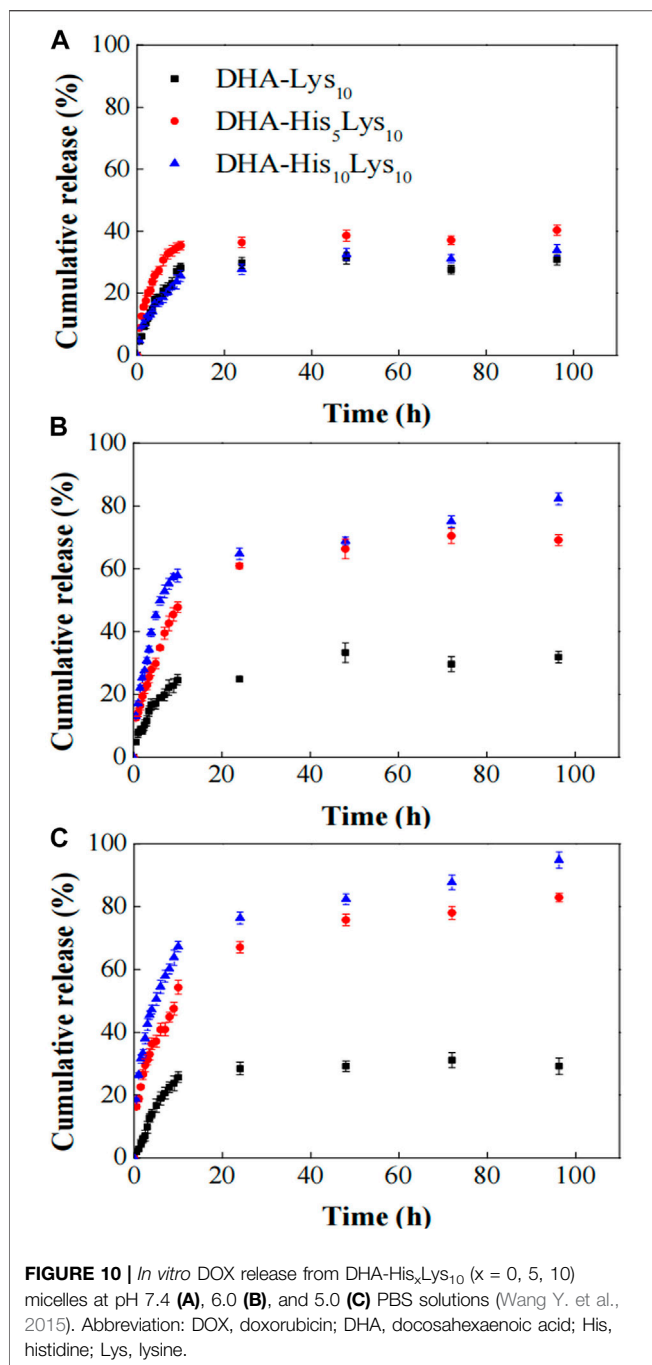 A
100
80
60
40
20
0
Cumulative release (%)
DHA-Lys₁₀
DHA-His₅Lys₁₀
DHA-His₁₀Lys₁₀
0 20 40 60 80 100
Time (h)
B
100
80
60
40
20
0
Cumulative release (%)
0 20 40 60 80 100
Time (h)
C
100
80
60
40
20
0
Cumulative release (%)
0 20 40 60 80 100
Time (h)
FIGURE 10 | In vitro DOX release from DHA-HisₓLys₁₀ (x = 0, 5, 10)
micelles at pH 7.4 (A), 6.0 (B), and 5.0 (C) PBS solutions (Wang Y. et al.,
2015). Abbreviation: DOX, doxorubicin; DHA, docosahexaenoic acid; His,
histidine; Lys, lysine.